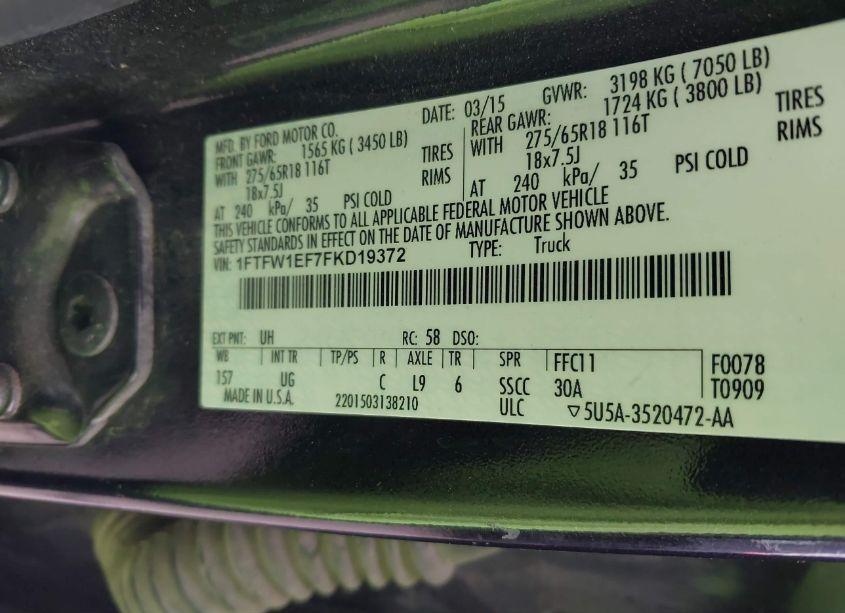 MFD. BY FORD MOTOR CO.
DATE: 03/15 GVWR: 3198 KG ( 7050 LB)
FRONT GAWR: 1565 KG ( 3450 LB) REAR GAWR: 1724 KG ( 3800 LB)
WITH 275/65R18 116T TIRES WITH 275/65R18 116T TIRES
18x7.5J RIMS 18x7.5J RIMS
AT 240 kPa/ 35 PSI COLD AT 240 kPa/ 35 PSI COLD
THIS VEHICLE CONFORMS TO ALL APPLICABLE FEDERAL MOTOR VEHICLE
SAFETY STANDARDS IN EFFECT ON THE DATE OF MANUFACTURE SHOWN ABOVE.
VIN: 1FTFW1EF7FKD19372 TYPE: Truck
EXT PNT: UH RC: 58 DSO:
WB INT TR TP/PS R AXLE TR SPR FFC11 F0078
157 UG C L9 6 SSCC 30A T0909
MADE IN U.S.A. 2201503138210 ULC ▽5U5A-3520472-AA